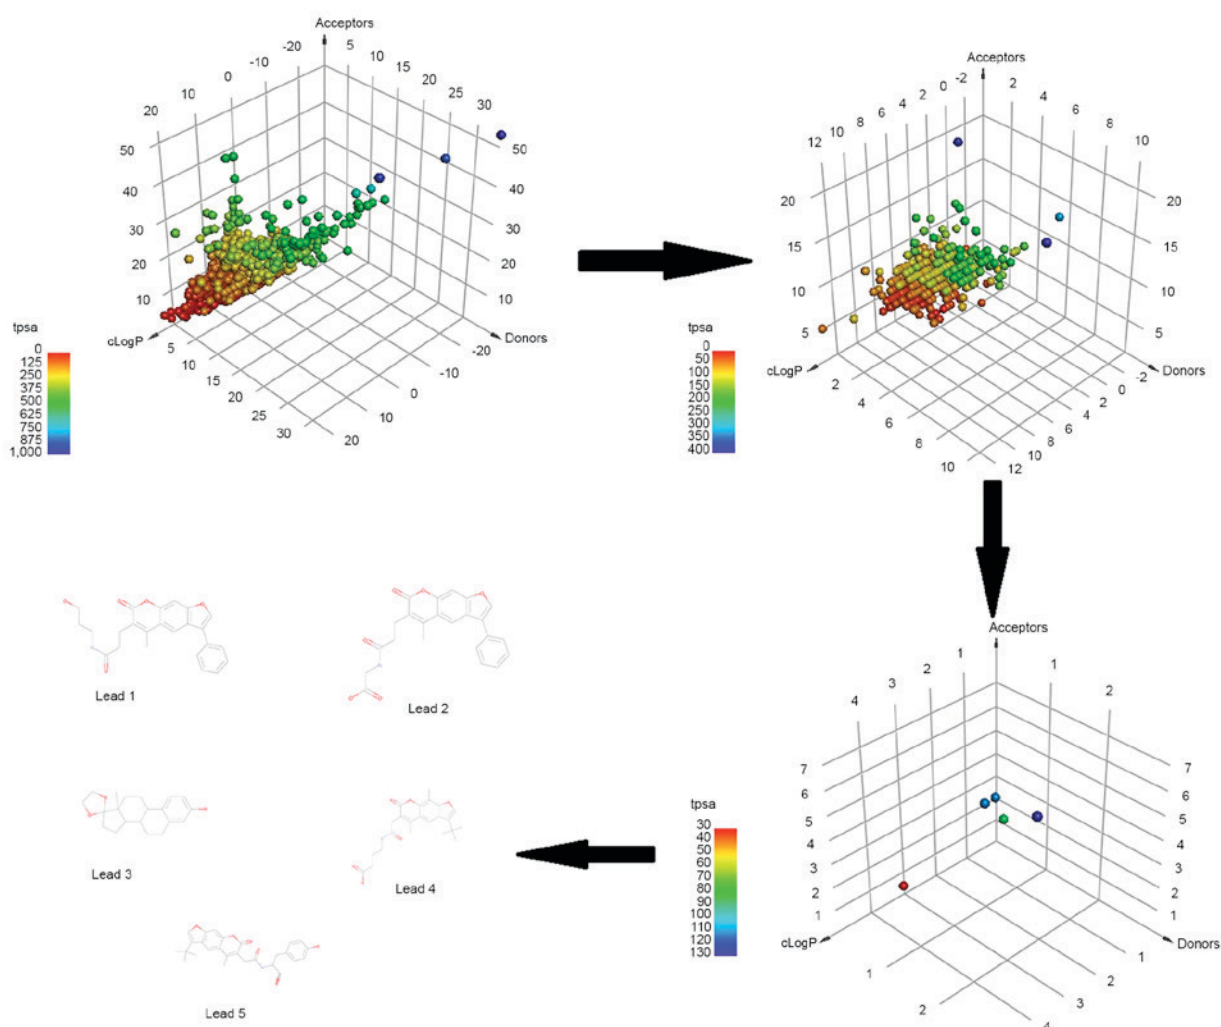 Acceptors
20 10 0 -10 -20 5 10 15 20 25 30
50 50
40 40
30 30
20 20
10 10
cLogP Donors
5 10 15 20 25 30
-20 -10 0 10 20
tpsa
0
125
250
375
500
625
750
875
1,000
Acceptors
12 10 8 6 4 2 0 -2 2 4 6 8 10
20 20
15 15
10 10
5 5
cLogP Donors
2 4 6 8 10
-2 0 2 4 6 8 10 12
tpsa
0
50
100
150
200
250
300
350
400
Lead 1
Lead 2
Lead 3
Lead 4
Lead 5
Acceptors
4 3 2 1 1 2
7 7
6 6
5 5
4 4
3 3
2 2
1 1
cLogP Donors
1 2
1 2 3 4
tpsa
30
40
50
60
70
80
90
100
110
120
130